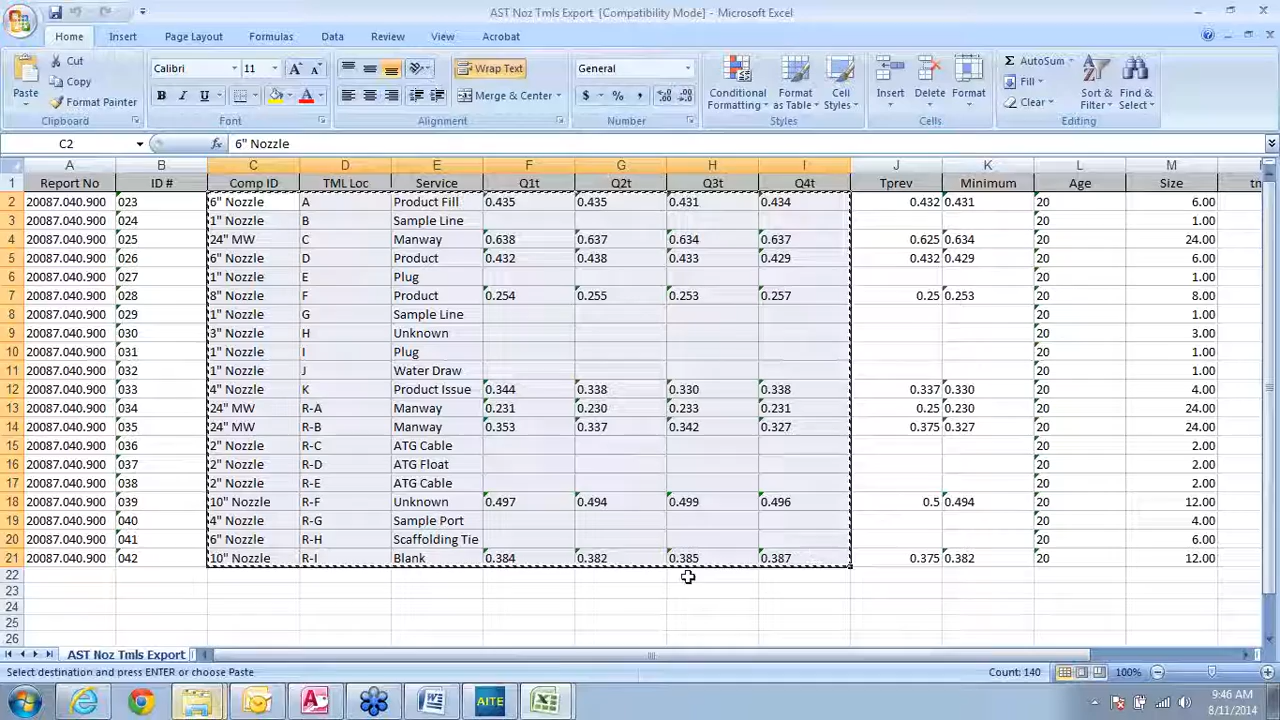 AST Noz Tmls Export [Compatibility Mode] - Microsoft Excel
Home Insert Page Layout Formulas Data Review View Acrobat
Cut
Copy
Format Painter
Paste
Clipboard
Calibri 11
Font
Wrap Text
Merge & Center
Alignment
General
$ % ,
Number
Conditional Formatting
Format as Table
Cell Styles
Styles
Insert Delete Format
Cells
AutoSum
Fill
Clear
Sort & Filter
Find & Select
Editing
C2 fx 6" Nozzle
A B C D E F G H I J K L M
1 Report No ID # Comp ID TML Loc Service Q1t Q2t Q3t Q4t Tprev Minimum Age Size
2 20087.040.900 023 6" Nozzle A Product Fill 0.435 0.435 0.431 0.434 0.432 0.431 20 6.00
3 20087.040.900 024 1" Nozzle B Sample Line 20 1.00
4 20087.040.900 025 24" MW C Manway 0.638 0.637 0.634 0.637 0.625 0.634 20 24.00
5 20087.040.900 026 6" Nozzle D Product 0.432 0.438 0.433 0.429 0.432 0.429 20 6.00
6 20087.040.900 027 1" Nozzle E Plug 20 1.00
7 20087.040.900 028 8" Nozzle F Product 0.254 0.255 0.253 0.257 0.25 0.253 20 8.00
8 20087.040.900 029 1" Nozzle G Sample Line 20 1.00
9 20087.040.900 030 3" Nozzle H Unknown 20 3.00
10 20087.040.900 031 1" Nozzle I Plug 20 1.00
11 20087.040.900 032 1" Nozzle J Water Draw 20 1.00
12 20087.040.900 033 4" Nozzle K Product Issue 0.344 0.338 0.330 0.338 0.337 0.330 20 4.00
13 20087.040.900 034 24" MW R-A Manway 0.231 0.230 0.233 0.231 0.25 0.230 20 24.00
14 20087.040.900 035 24" MW R-B Manway 0.353 0.337 0.342 0.327 0.375 0.327 20 24.00
15 20087.040.900 036 2" Nozzle R-C ATG Cable 20 2.00
16 20087.040.900 037 2" Nozzle R-D ATG Float 20 2.00
17 20087.040.900 038 2" Nozzle R-E ATG Cable 20 2.00
18 20087.040.900 039 10" Nozzle R-F Unknown 0.497 0.494 0.499 0.496 0.5 0.494 20 12.00
19 20087.040.900 040 4" Nozzle R-G Sample Port 20 4.00
20 20087.040.900 041 6" Nozzle R-H Scaffolding Tie 20 6.00
21 20087.040.900 042 10" Nozzle R-I Blank 0.384 0.382 0.385 0.387 0.375 0.382 20 12.00
22
23
24
25
26
AST Noz Tmls Export
Select destination and press ENTER or choose Paste Count: 140 100%
AITE
9:46 AM
8/11/2014